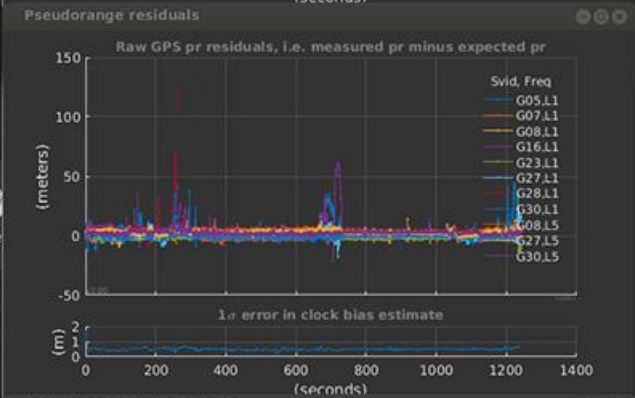 (seconds)
Pseudorange residuals
Raw GPS pr residuals, i.e. measured pr minus expected pr
150
100
50
0
-50
(meters)
Svid, Freq
G05,L1
G07,L1
G08,L1
G16,L1
G23,L1
G27,L1
G28,L1
G30,L1
G08,L5
G27,L5
G30,L5
1σ error in clock bias estimate
2
1
0
(m)
0 200 400 600 800 1000 1200 1400
(seconds)